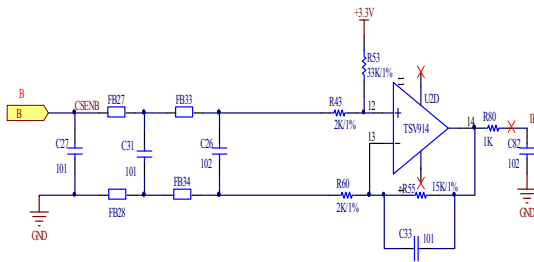 +3.3V
R53
33K/1%
B
B
CSENB
FB27
FB33
R43
2K/1%
12
11
U2D
TSV914
14
R80
1K
C27
101
C31
101
C26
102
13
C82
102
FB28
FB34
R60
2K/1%
R55
15K/1%
GND
GND
C33
101